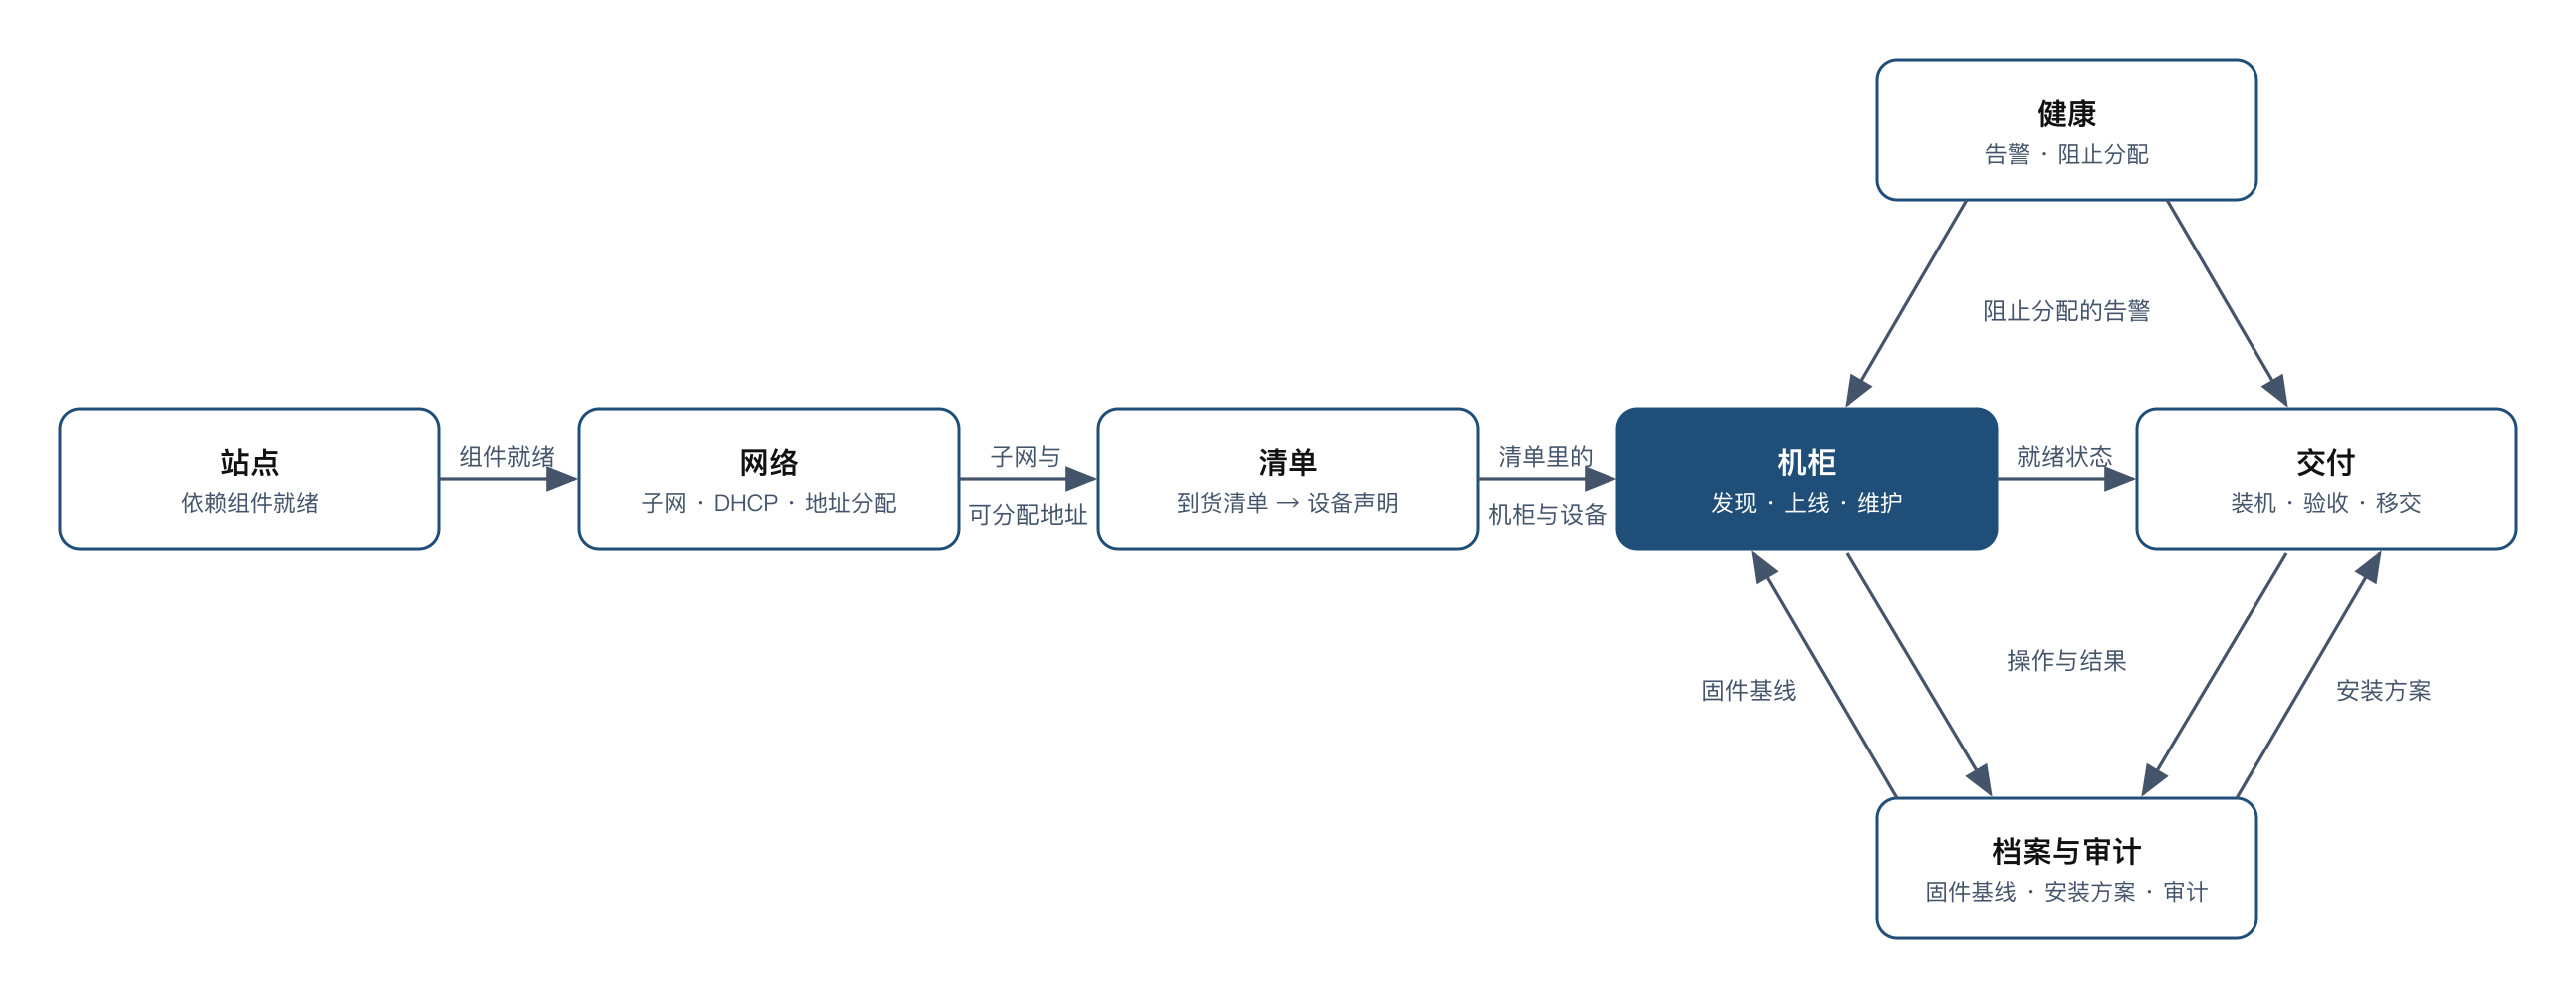 健康
告警 · 阻止分配
阻止分配的告警
站点
依赖组件就绪
组件就绪
网络
子网 · DHCP · 地址分配
子网与
可分配地址
清单
到货清单 → 设备声明
清单里的
机柜与设备
机柜
发现 · 上线 · 维护
就绪状态
交付
装机 · 验收 · 移交
固件基线
操作与结果
安装方案
档案与审计
固件基线 · 安装方案 · 审计